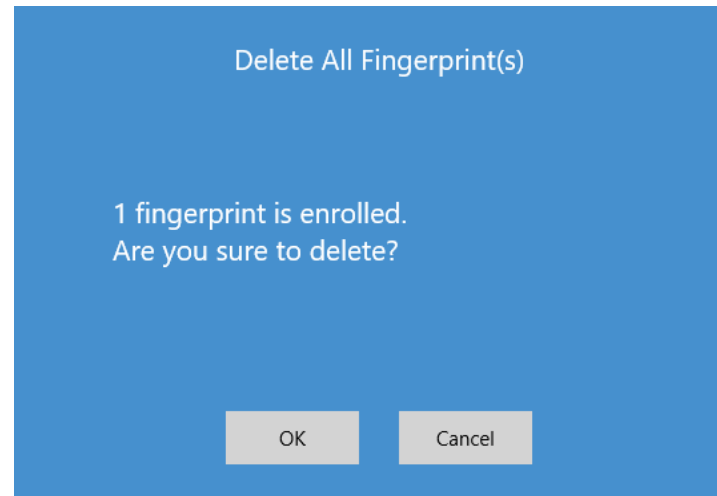 Delete All Fingerprint(s)
1 fingerprint is enrolled.
Are you sure to delete?
OK
Cancel